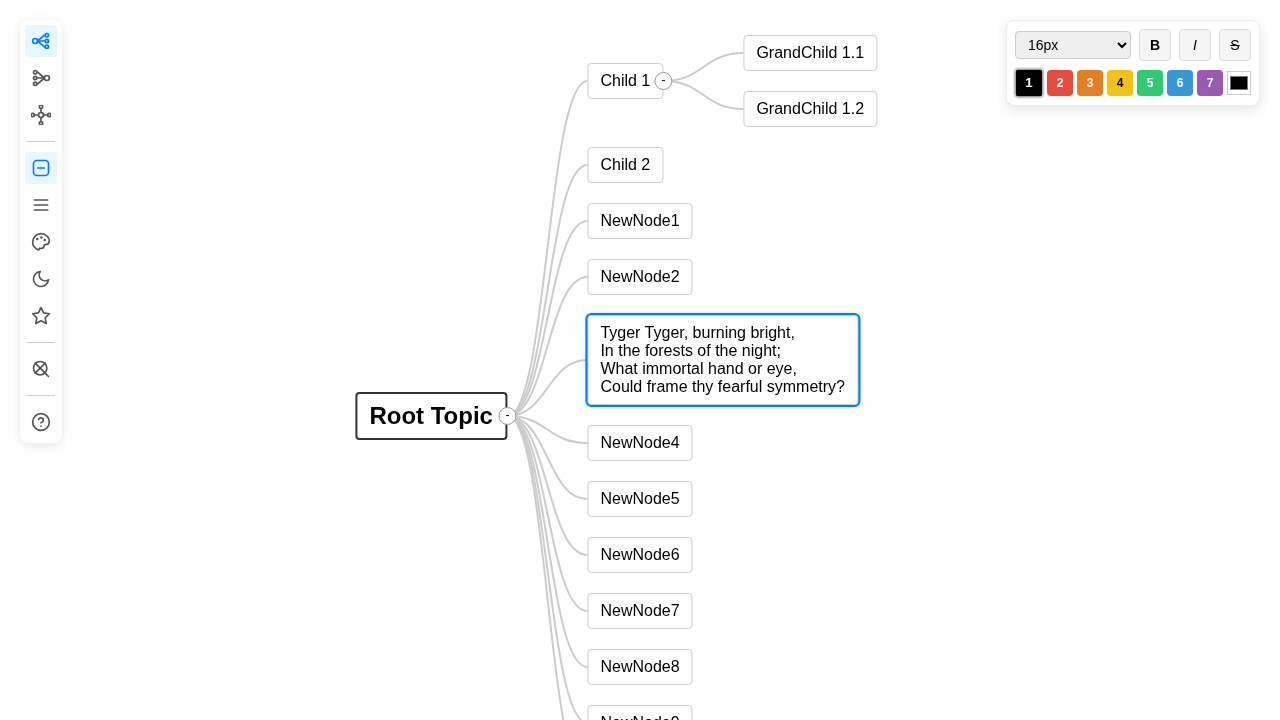 GrandChild 1.1
Child 1
-
GrandChild 1.2
Child 2
NewNode1
NewNode2
Tyger Tyger, burning bright,
In the forests of the night;
What immortal hand or eye,
Could frame thy fearful symmetry?
Root Topic
-
NewNode4
NewNode5
NewNode6
NewNode7
NewNode8
NewNode9
16px
B
I
S
1
2
3
4
5
6
7